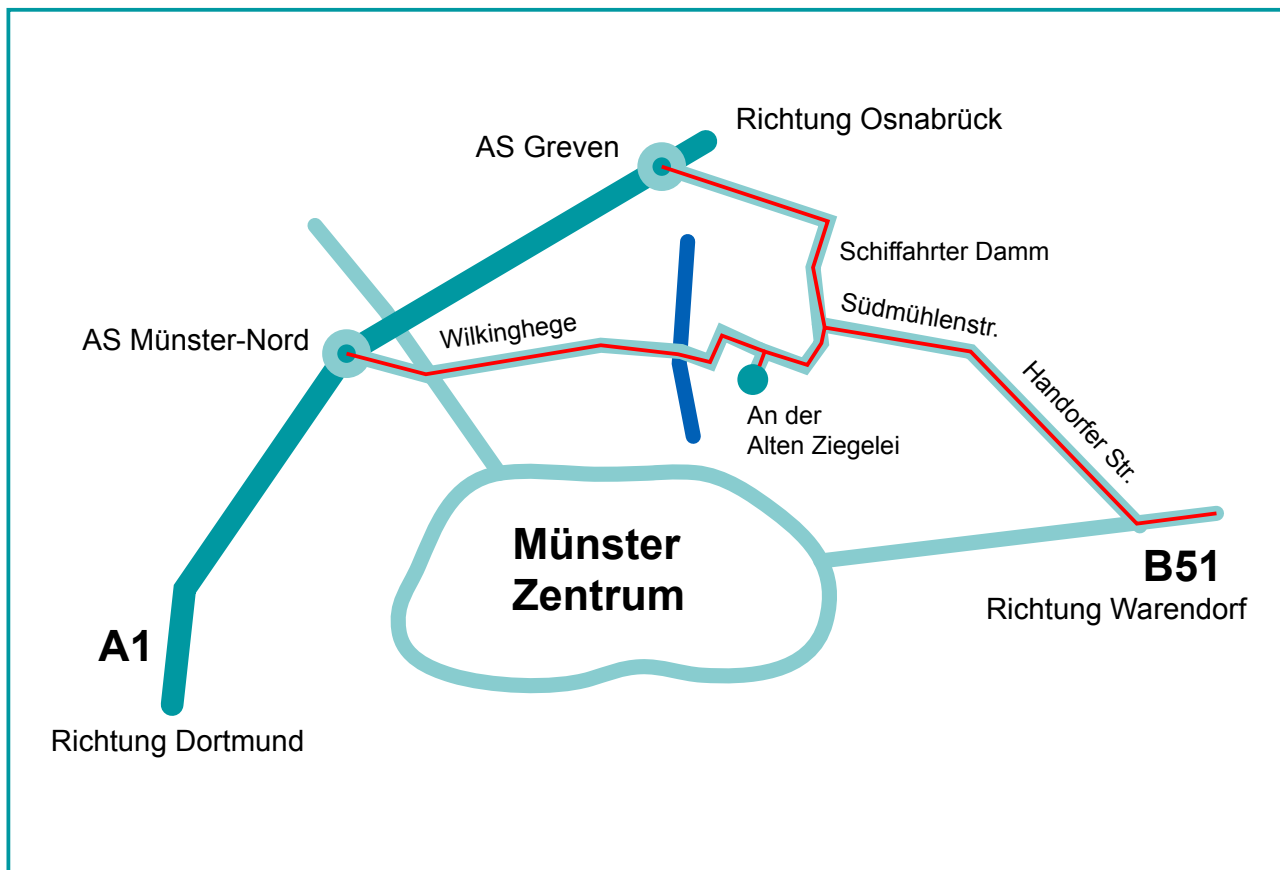 Richtung Osnabrück
AS Greven
Schiffahrter Damm
Südmühlenstr.
Wilkinghege
AS Münster-Nord
Handorfer Str.
An der
Alten Ziegelei
Münster
Zentrum
B51
Richtung Warendorf
A1
Richtung Dortmund